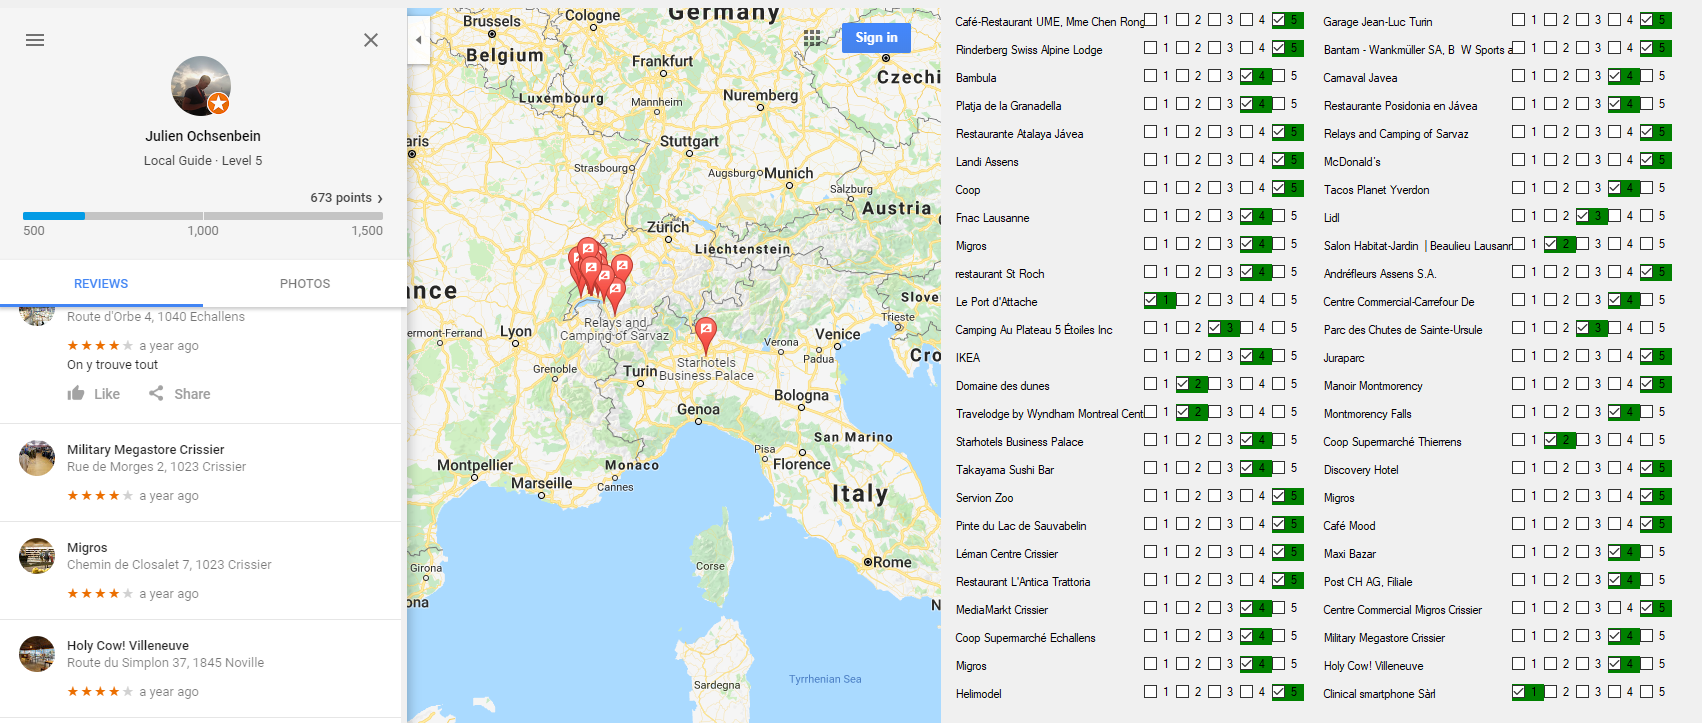 Julien Ochsenbein
Local Guide · Level 5
673 points ›
500 1,000 1,500
REVIEWS PHOTOS
Route d'Orbe 4, 1040 Echallens
★★★★★ a year ago
On y trouve tout
Like Share
Military Megastore Crissier
Rue de Morges 2, 1023 Crissier
★★★★★ a year ago
Migros
Chemin de Closalet 7, 1023 Crissier
★★★★★ a year ago
Holy Cow! Villeneuve
Route du Simplon 37, 1845 Noville
★★★★★ a year ago
Sign in
Germany
Brussels
Cologne
Belgium
Frankfurt
Czechi
Luxembourg
Mannheim
Nuremberg
aris
Stuttgart
Strasbourg
Augsburg
Munich
Salzburg
Austria
Zürich
Liechtenstein
nce
Slove
Relays and
Camping of Sarvaz
Trieste
ermont-Ferrand
Lyon
Venice
Verona
Padua
Cro
Starhotels
Business Palace
Grenoble
Turin
Bologna
Genoa
San Marino
Pisa
Florence
Montpellier
Monaco
Marseille
Cannes
Italy
Corse
Rome
Girona
ona
N
Tyrrhenian Sea
Sardegna
Café-Restaurant UME, Mme Chen Rong 1 2 3 4 5
Rinderberg Swiss Alpine Lodge 1 2 3 4 5
Bambula 1 2 3 4 5
Platja de la Granadella 1 2 3 4 5
Restaurante Atalaya Jávea 1 2 3 4 5
Landi Assens 1 2 3 4 5
Coop 1 2 3 4 5
Fnac Lausanne 1 2 3 4 5
Migros 1 2 3 4 5
restaurant St Roch 1 2 3 4 5
Le Port d'Attache 1 2 3 4 5
Camping Au Plateau 5 Étoiles Inc 1 2 3 4 5
IKEA 1 2 3 4 5
Domaine des dunes 1 2 3 4 5
Travelodge by Wyndham Montreal Cent 1 2 3 4 5
Starhotels Business Palace 1 2 3 4 5
Takayama Sushi Bar 1 2 3 4 5
Servion Zoo 1 2 3 4 5
Pinte du Lac de Sauvabelin 1 2 3 4 5
Léman Centre Crissier 1 2 3 4 5
Restaurant L'Antica Trattoria 1 2 3 4 5
MediaMarkt Crissier 1 2 3 4 5
Coop Supermarché Echallens 1 2 3 4 5
Migros 1 2 3 4 5
Helimodel 1 2 3 4 5
Garage Jean-Luc Turin 1 2 3 4 5
Bantam - Wankmüller SA, B W Sports a 1 2 3 4 5
Carnaval Javea 1 2 3 4 5
Restaurante Posidonia en Jávea 1 2 3 4 5
Relays and Camping of Sarvaz 1 2 3 4 5
McDonald's 1 2 3 4 5
Tacos Planet Yverdon 1 2 3 4 5
Lidl 1 2 3 4 5
Salon Habitat-Jardin | Beaulieu Lausann 1 2 3 4 5
Andréfleurs Assens S.A. 1 2 3 4 5
Centre Commercial-Carrefour De 1 2 3 4 5
Parc des Chutes de Sainte-Ursule 1 2 3 4 5
Juraparc 1 2 3 4 5
Manoir Montmorency 1 2 3 4 5
Montmorency Falls 1 2 3 4 5
Coop Supermarché Thierrens 1 2 3 4 5
Discovery Hotel 1 2 3 4 5
Migros 1 2 3 4 5
Café Mood 1 2 3 4 5
Maxi Bazar 1 2 3 4 5
Post CH AG, Filiale 1 2 3 4 5
Centre Commercial Migros Crissier 1 2 3 4 5
Military Megastore Crissier 1 2 3 4 5
Holy Cow! Villeneuve 1 2 3 4 5
Clinical smartphone Sàrl 1 2 3 4 5